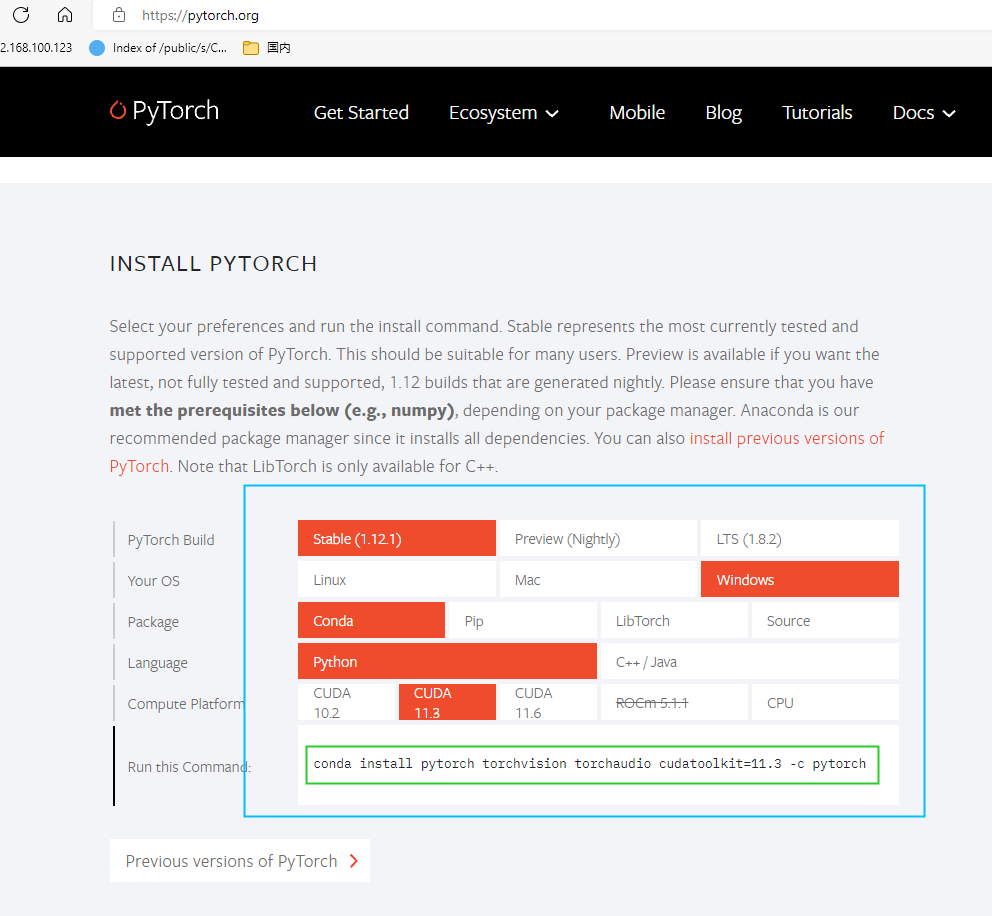 https://pytorch.org
2.168.100.123 Index of /public/s/C... 国内
PyTorch Get Started Ecosystem Mobile Blog Tutorials Docs
INSTALL PYTORCH
Select your preferences and run the install command. Stable represents the most currently tested and
supported version of PyTorch. This should be suitable for many users. Preview is available if you want the
latest, not fully tested and supported, 1.12 builds that are generated nightly. Please ensure that you have
met the prerequisites below (e.g., numpy), depending on your package manager. Anaconda is our
recommended package manager since it installs all dependencies. You can also install previous versions of
PyTorch. Note that LibTorch is only available for C++.
PyTorch Build Stable (1.12.1) Preview (Nightly) LTS (1.8.2)
Your OS Linux Mac Windows
Package Conda Pip LibTorch Source
Language Python C++ / Java
Compute Platform CUDA 10.2 CUDA 11.3 CUDA 11.6 ROCm 5.1.1 CPU
Run this Command: conda install pytorch torchvision torchaudio cudatoolkit=11.3 -c pytorch
Previous versions of PyTorch